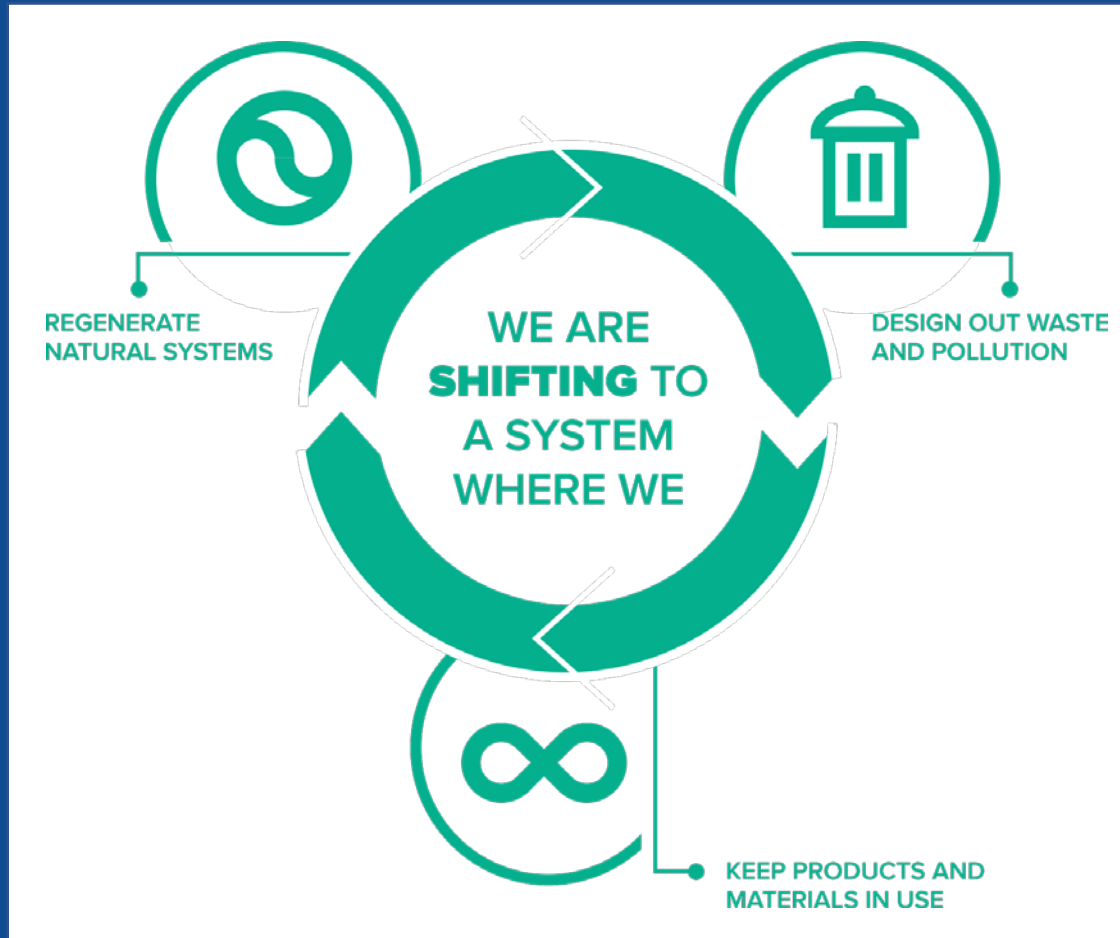 REGENERATE
NATURAL SYSTEMS
WE ARE
SHIFTING TO
A SYSTEM
WHERE WE
DESIGN OUT WASTE
AND POLLUTION
KEEP PRODUCTS AND
MATERIALS IN USE